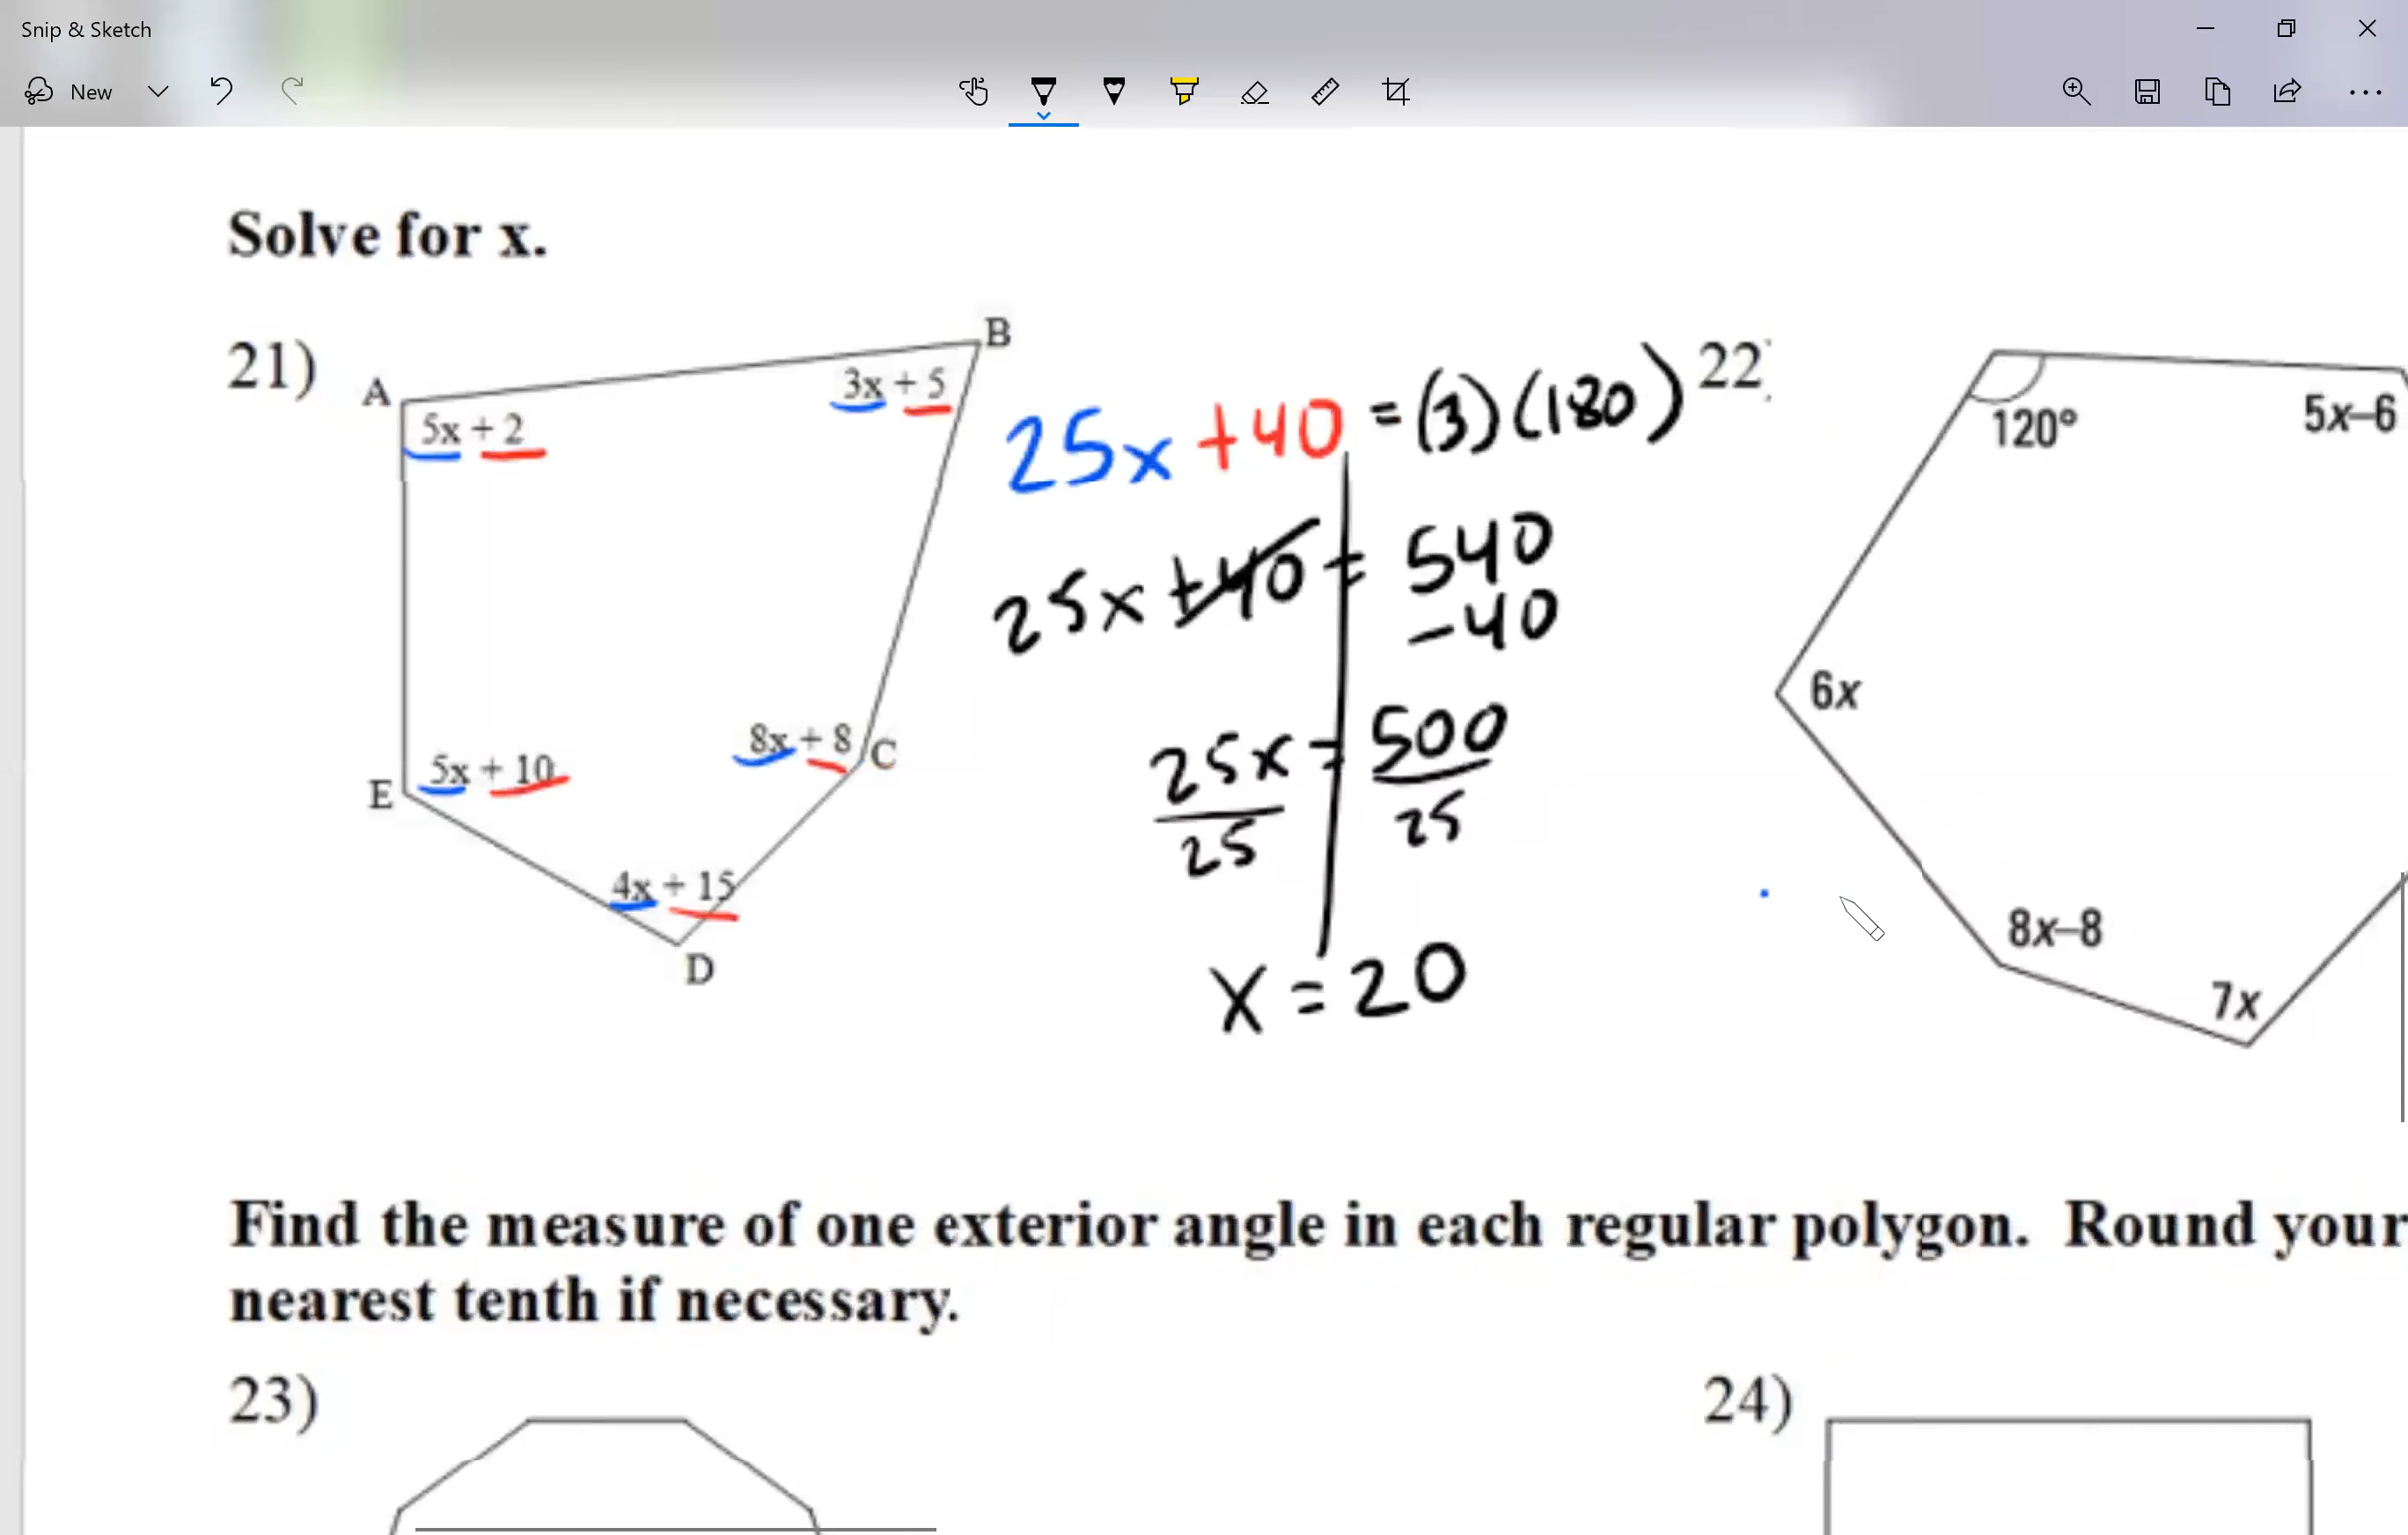 Snip & Sketch
New
Solve for x.
21)
A
B
5x + 2
3x + 5
5x + 10
8x + 8
E
C
4x + 15
D
25x +40 = (3)(180)
25x +40 = 540
-40
25x = 500
25 25
x = 20
22
120°
5x–6
6x
8x–8
7x
Find the measure of one exterior angle in each regular polygon. Round your
nearest tenth if necessary.
23)
24)